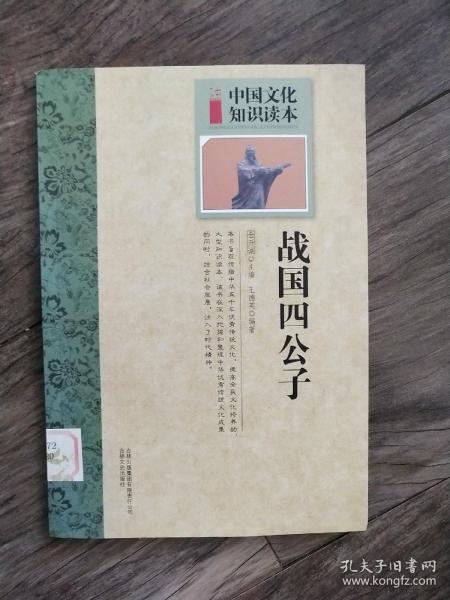 中国文化
知识读本
战国四公子
金开诚 主编 王德英 编著
本书旨在传播中华五千年优秀传统文化，提高全民文化修养的
大型知识读本。该书在深入挖掘和整理中华优秀传统文化成果
的同时，结合社会发展，注入了时代精神。
吉林出版集团有限责任公司
吉林文史出版社
72
孔夫子旧书网
www.kongfz.com